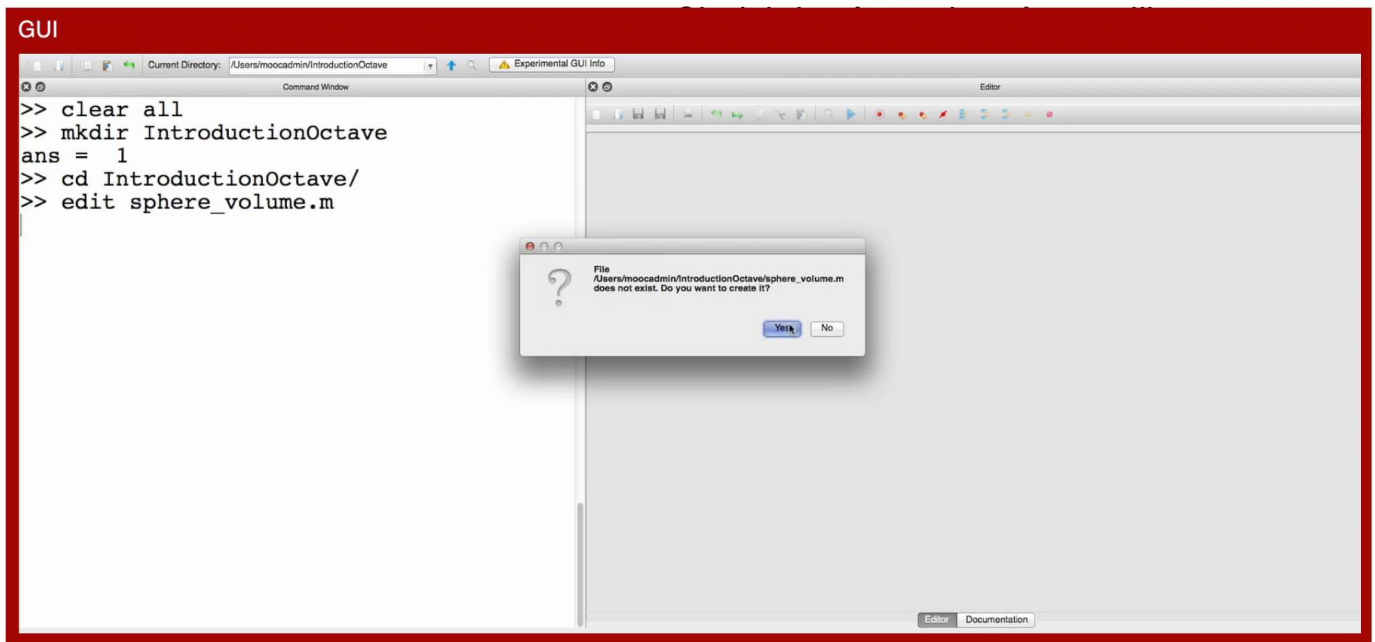 GUI
Current Directory: /Users/moocadmin/IntroductionOctave
Experimental GUI Info
Command Window
Editor
>> clear all
>> mkdir IntroductionOctave
ans =  1
>> cd IntroductionOctave/
>> edit sphere_volume.m
File
/Users/moocadmin/IntroductionOctave/sphere_volume.m
does not exist. Do you want to create it?
Yes
No
Editor
Documentation